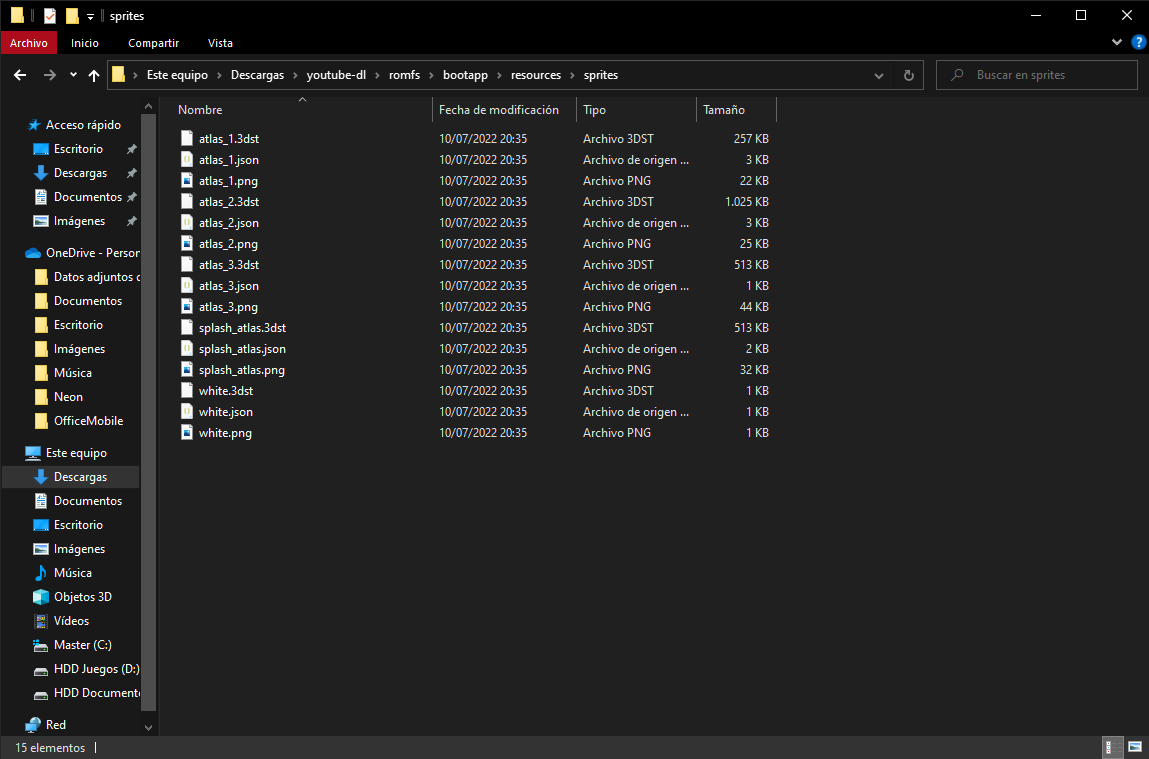 sprites
Archivo Inicio Compartir Vista
Este equipo > Descargas > youtube-dl > romfs > bootapp > resources > sprites
Buscar en sprites
Acceso rápido
Escritorio
Descargas
Documentos
Imágenes
OneDrive - Person
Datos adjuntos c
Documentos
Escritorio
Imágenes
Música
Neon
OfficeMobile
Este equipo
Descargas
Documentos
Escritorio
Imágenes
Música
Objetos 3D
Vídeos
Master (C:)
HDD Juegos (D:)
HDD Documento
Red
Nombre Fecha de modificación Tipo Tamaño
atlas_1.3dst 10/07/2022 20:35 Archivo 3DST 257 KB
atlas_1.json 10/07/2022 20:35 Archivo de origen ... 3 KB
atlas_1.png 10/07/2022 20:35 Archivo PNG 22 KB
atlas_2.3dst 10/07/2022 20:35 Archivo 3DST 1.025 KB
atlas_2.json 10/07/2022 20:35 Archivo de origen ... 3 KB
atlas_2.png 10/07/2022 20:35 Archivo PNG 25 KB
atlas_3.3dst 10/07/2022 20:35 Archivo 3DST 513 KB
atlas_3.json 10/07/2022 20:35 Archivo de origen ... 1 KB
atlas_3.png 10/07/2022 20:35 Archivo PNG 44 KB
splash_atlas.3dst 10/07/2022 20:35 Archivo 3DST 513 KB
splash_atlas.json 10/07/2022 20:35 Archivo de origen ... 2 KB
splash_atlas.png 10/07/2022 20:35 Archivo PNG 32 KB
white.3dst 10/07/2022 20:35 Archivo 3DST 1 KB
white.json 10/07/2022 20:35 Archivo de origen ... 1 KB
white.png 10/07/2022 20:35 Archivo PNG 1 KB
15 elementos